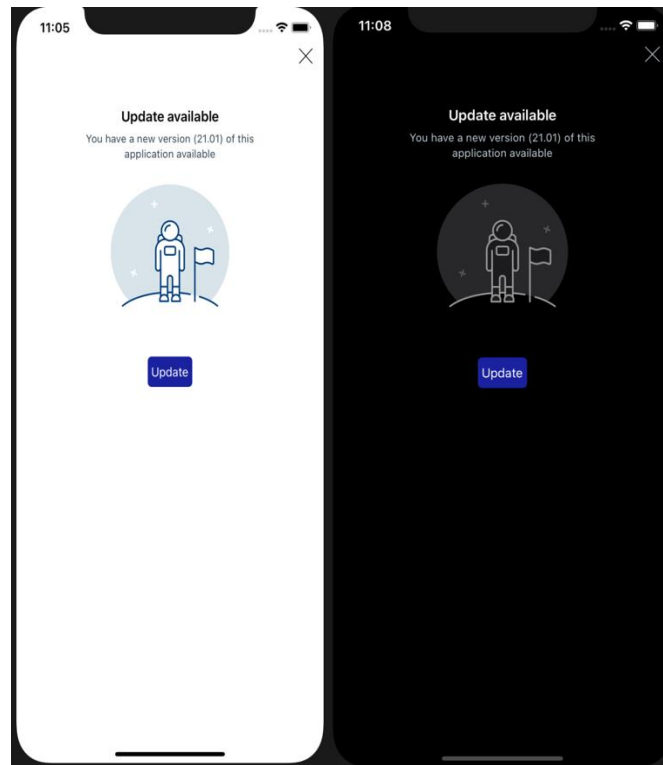 11:05
Update available
You have a new version (21.01) of this
application available
Update
11:08
Update available
You have a new version (21.01) of this
application available
Update